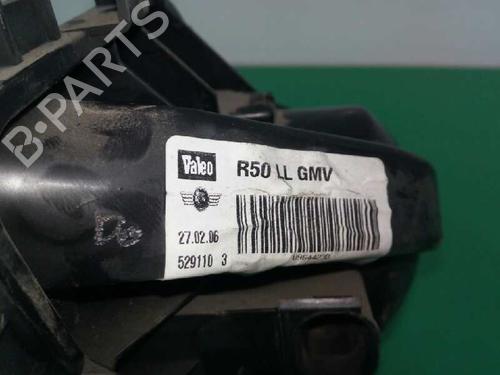 B-PARTS
Valeo
R50 LL GMV
27.02.06
529110 3